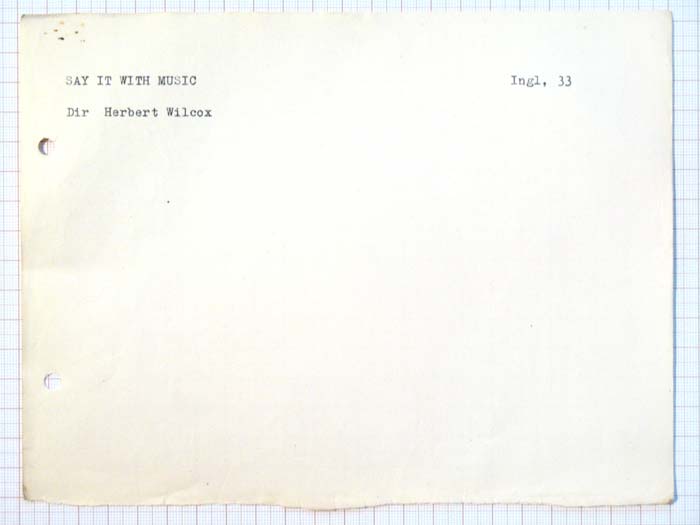 SAY IT WITH MUSIC Ingl, 33
Dir Herbert Wilcox